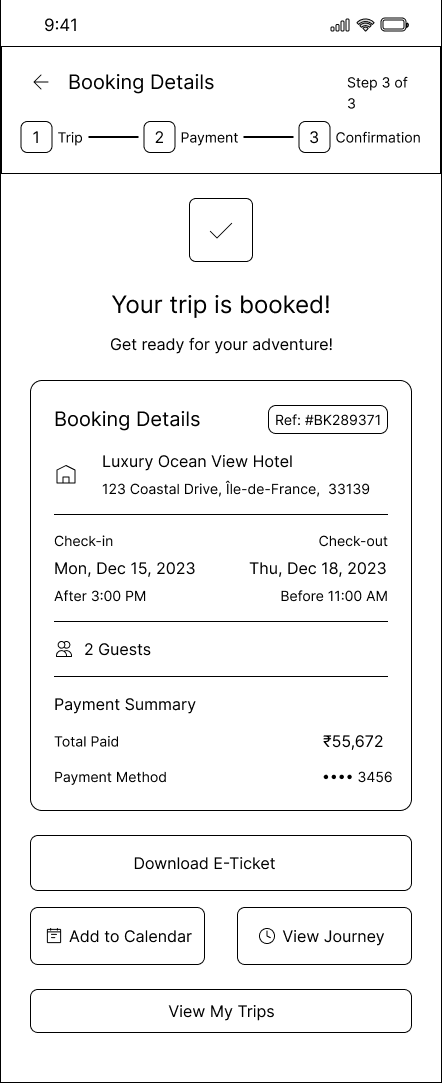 9:41
Booking Details
Step 3 of
3
1 Trip 2 Payment 3 Confirmation
Your trip is booked!
Get ready for your adventure!
Booking Details
Ref: #BK289371
Luxury Ocean View Hotel
123 Coastal Drive, Île-de-France, 33139
Check-in Check-out
Mon, Dec 15, 2023 Thu, Dec 18, 2023
After 3:00 PM Before 11:00 AM
2 Guests
Payment Summary
Total Paid ₹55,672
Payment Method •••• 3456
Download E-Ticket
Add to Calendar View Journey
View My Trips